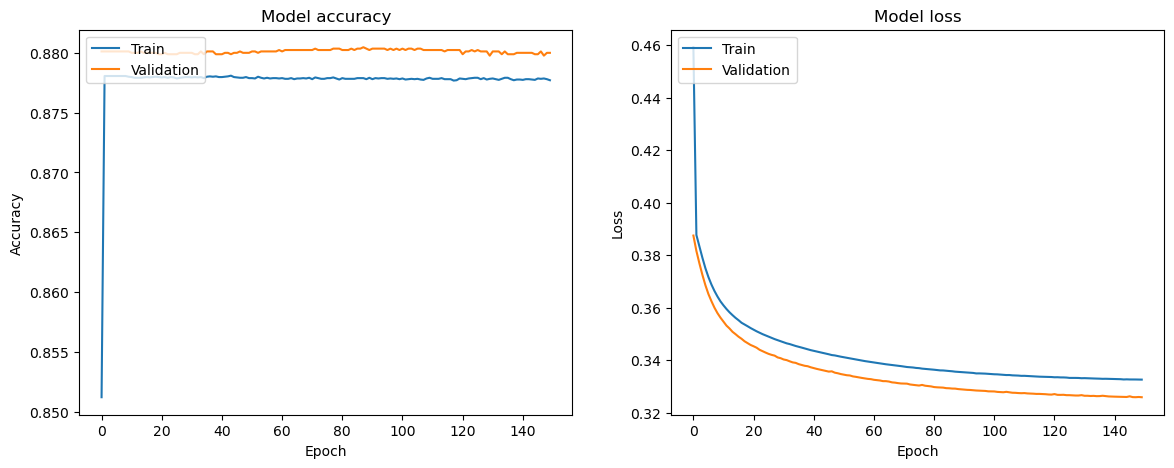 Model accuracy
Train
Validation
0.880
0.875
0.870
0.865
0.860
0.855
0.850
Accuracy
0 20 40 60 80 100 120 140
Epoch
Model loss
Train
Validation
0.46
0.44
0.42
0.40
0.38
0.36
0.34
0.32
Loss
0 20 40 60 80 100 120 140
Epoch